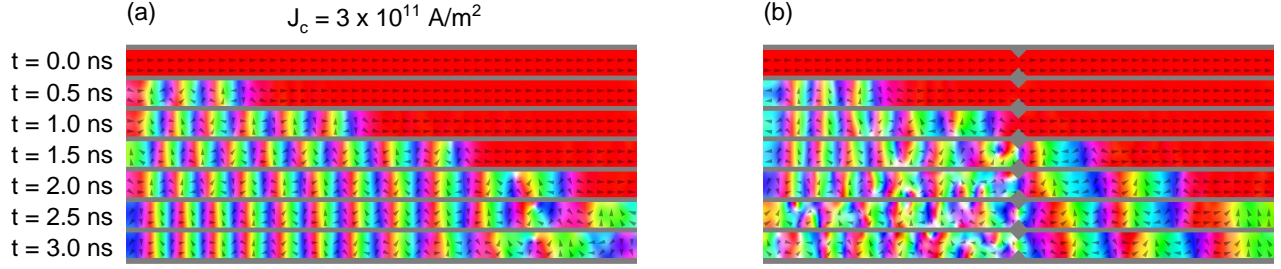 (a)
J_c = 3 x 10^11 A/m^2
(b)
t = 0.0 ns
t = 0.5 ns
t = 1.0 ns
t = 1.5 ns
t = 2.0 ns
t = 2.5 ns
t = 3.0 ns